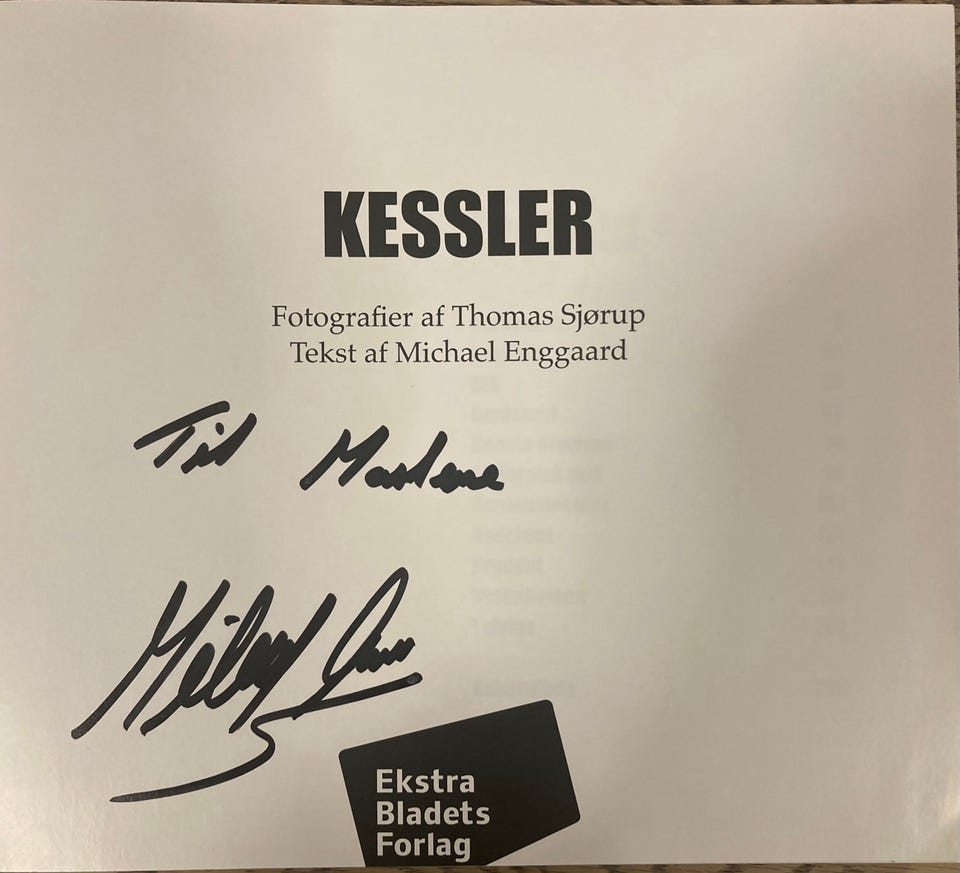 KESSLER
Fotografier af Thomas Sjørup
Tekst af Michael Enggaard
Til Marlene
Ekstra
Bladets
Forlag